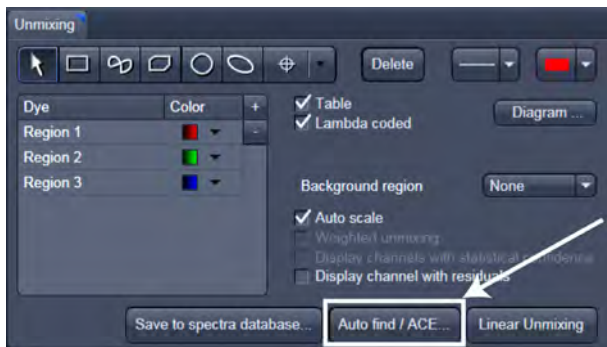 Unmixing
Delete
Dye Color + ✓ Table Diagram ...
- ✓ Lambda coded
Region 1
Region 2
Region 3 Background region None
✓ Auto scale
Weighted unmixing
Display channels with statistical confidence
Display channel with residuals
Save to spectra database... Auto find / ACE... Linear Unmixing